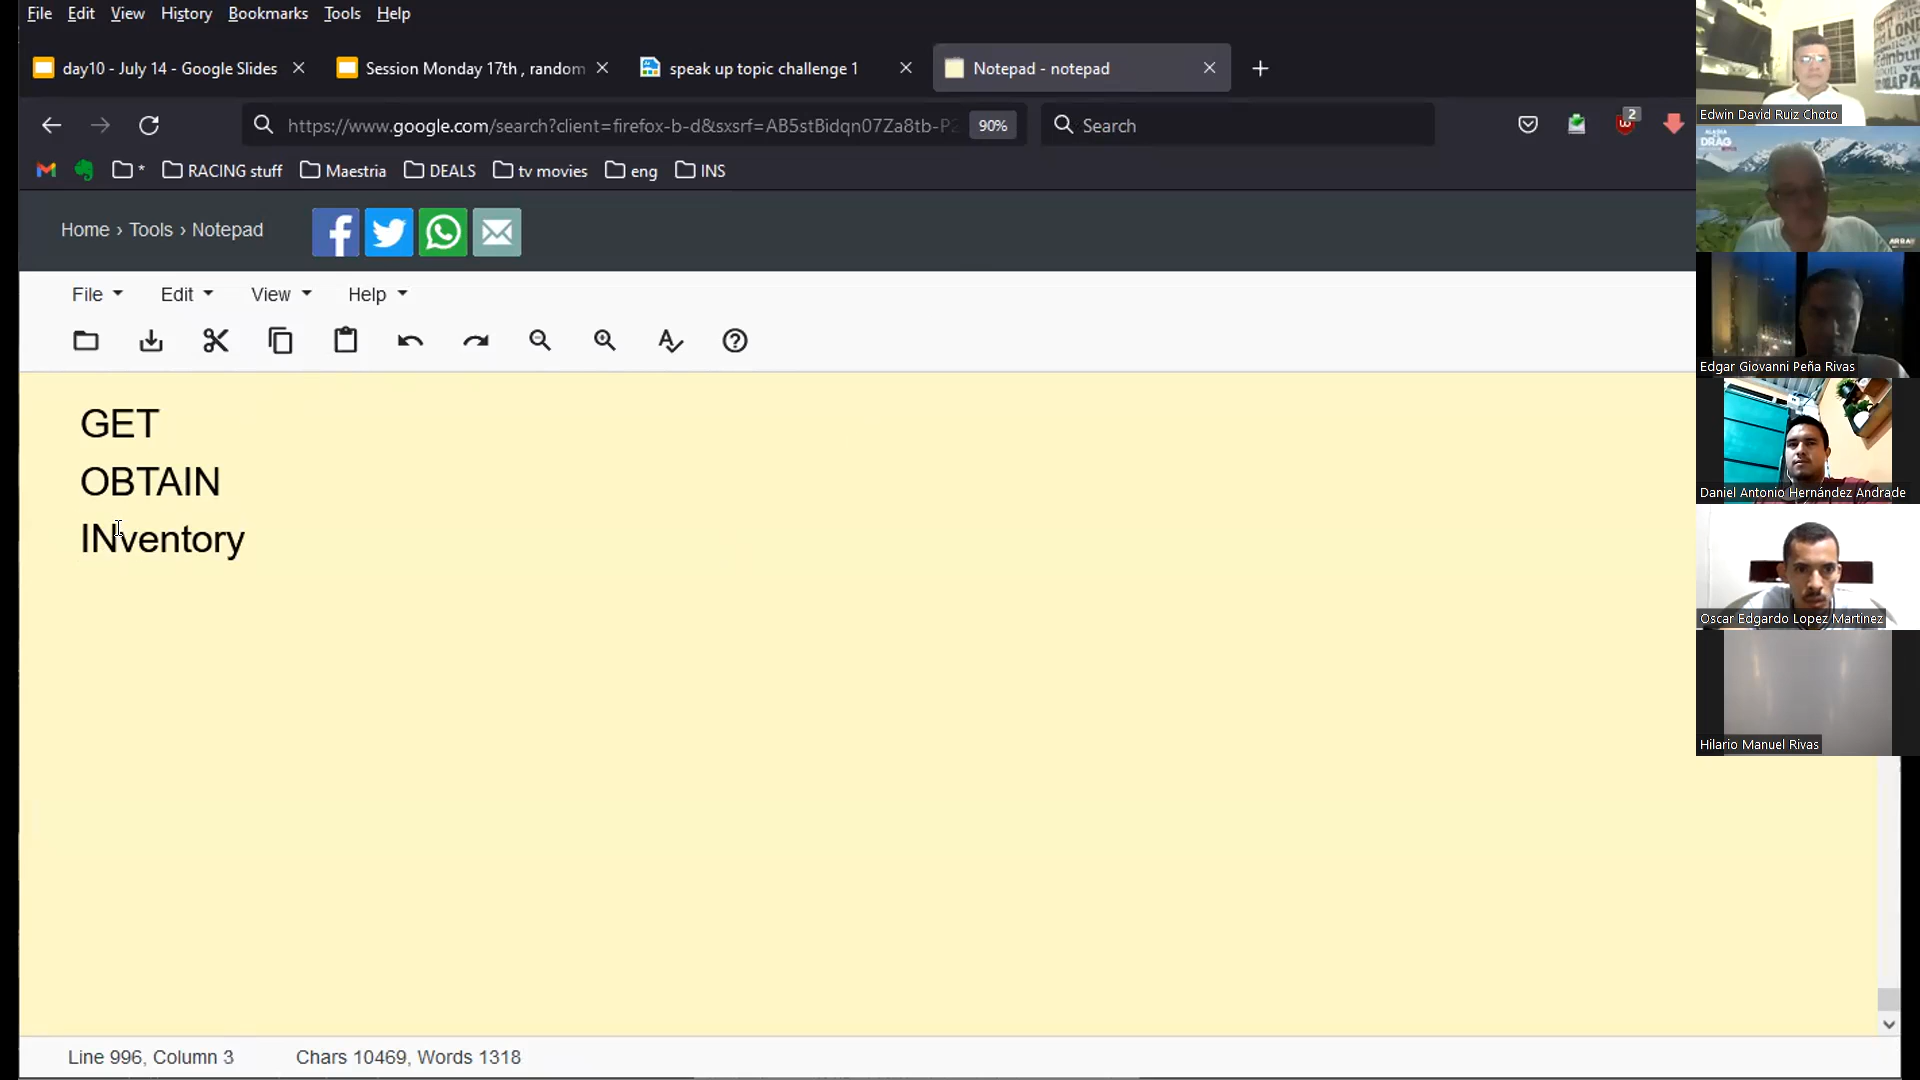 File Edit View History Bookmarks Tools Help
day10 - July 14 - Google Slides
Session Monday 17th , random
speak up topic challenge 1
Notepad - notepad
https://www.google.com/search?client=firefox-b-d&sxsrf=AB5stBidqn07Za8tb-P
90%
Search
2
* RACING stuff Maestria DEALS tv movies eng INS
Home › Tools › Notepad
File Edit View Help
GET
OBTAIN
INventory
Line 996, Column 3 Chars 10469, Words 1318
Edwin David Ruiz Choto
DRAG
Edgar Giovanni Peña Rivas
Daniel Antonio Hernández Andrade
Oscar Edgardo Lopez Martínez
Hilario Manuel Rivas